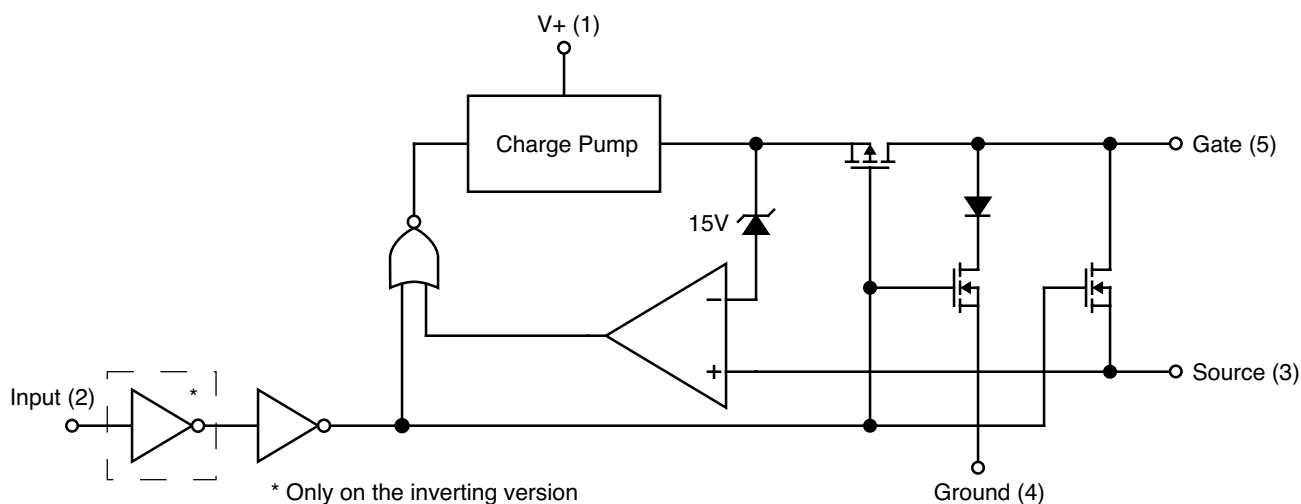 V+ (1)
Charge Pump
Gate (5)
15V
–
+
Source (3)
Input (2)
*
* Only on the inverting version
Ground (4)